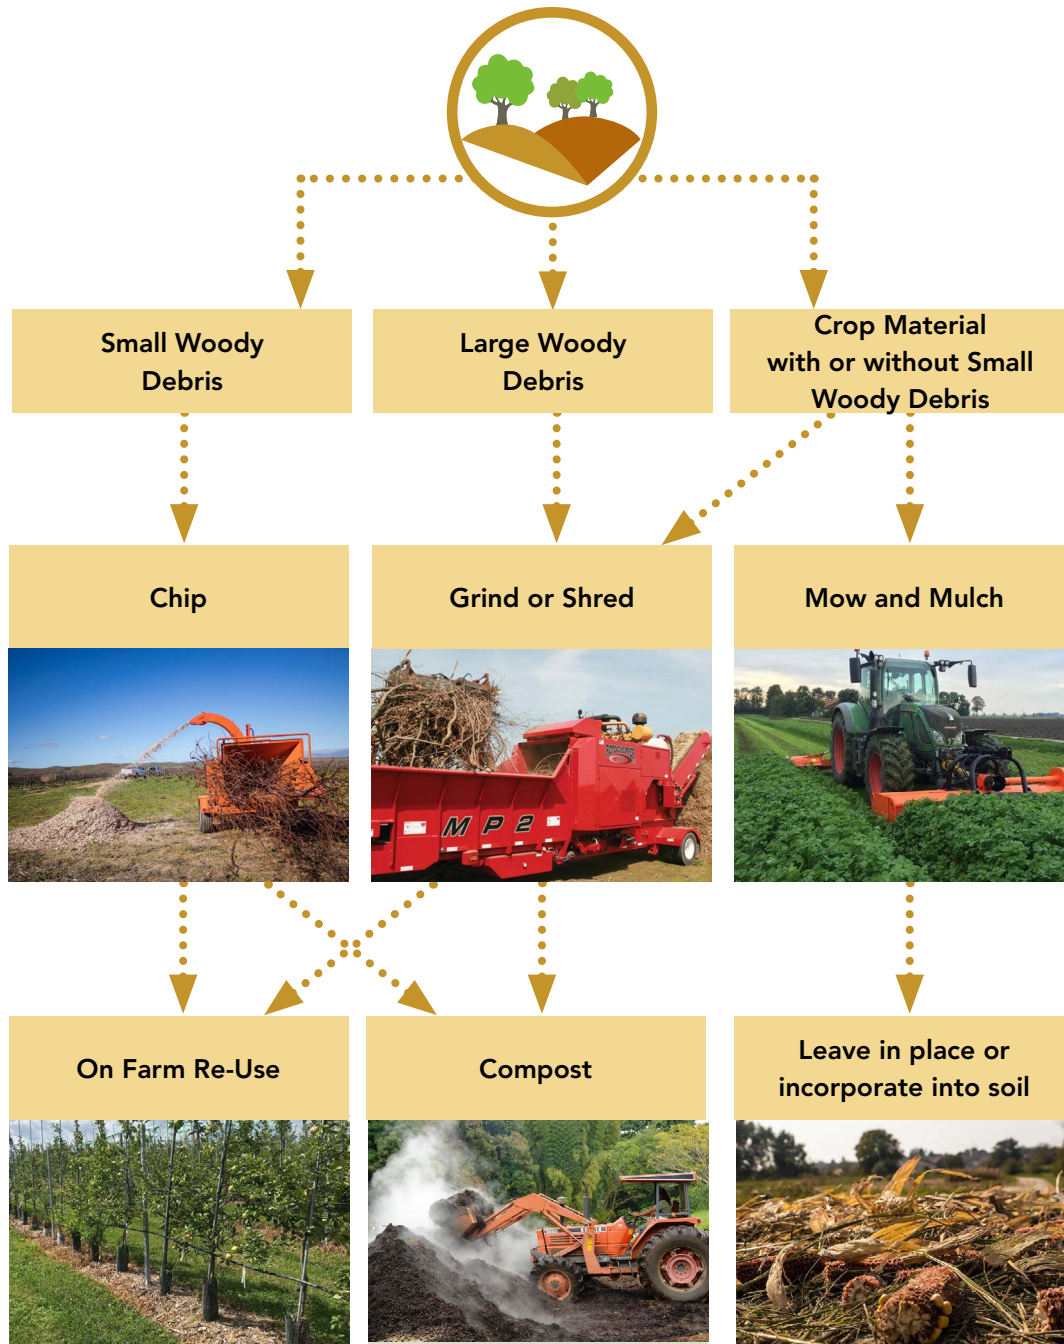 Small Woody
Debris
Large Woody
Debris
Crop Material
with or without Small
Woody Debris
Chip
Grind or Shred
Mow and Mulch
MP2
On Farm Re-Use
Compost
Leave in place or
incorporate into soil